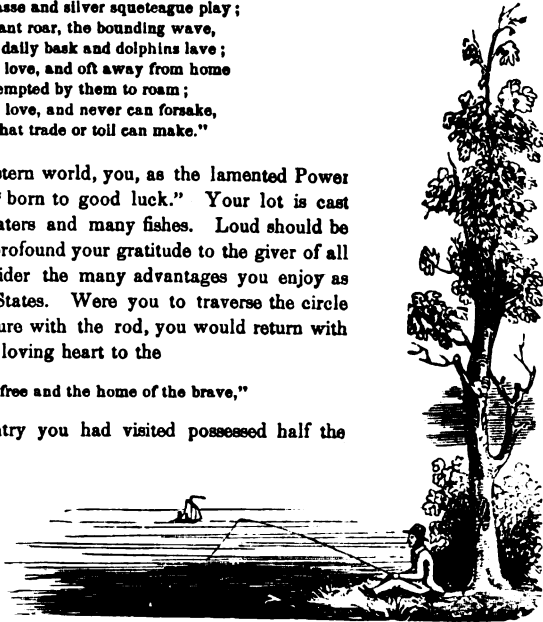 asse and silver squeteague play;
ant roar, the bounding wave,
daily bask and dolphins lave;
love, and oft away from home
empted by them to roam;
love, and never can forsake,
hat trade or toil can make."
stern world, you, as the lamented Power
born to good luck." Your lot is cast
aters and many fishes. Loud should be
rofound your gratitude to the giver of all
ider the many advantages you enjoy as
States. Were you to traverse the circle
ure with the rod, you would return with
loving heart to the
free and the home of the brave,"
ntry you had visited possessed half the